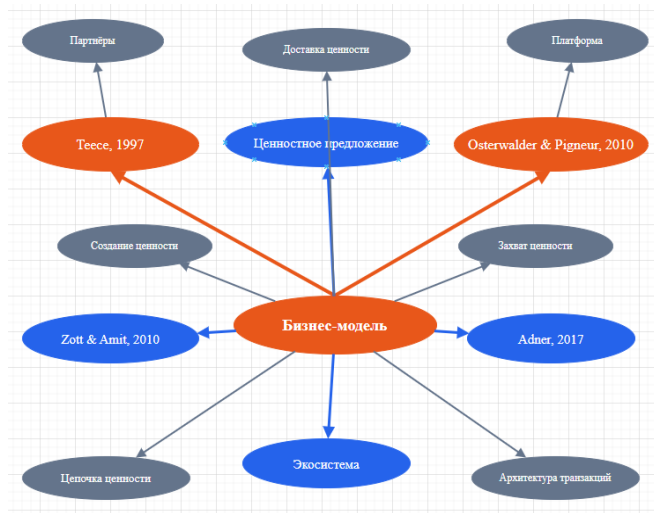 Партнёры
Доставка ценности
Платформа
Teece, 1997
Ценностное предложение
Osterwalder & Pigneur, 2010
Создание ценности
Захват ценности
Бизнес-модель
Zott & Amit, 2010
Adner, 2017
Экосистема
Цепочка ценности
Архитектура транзакций